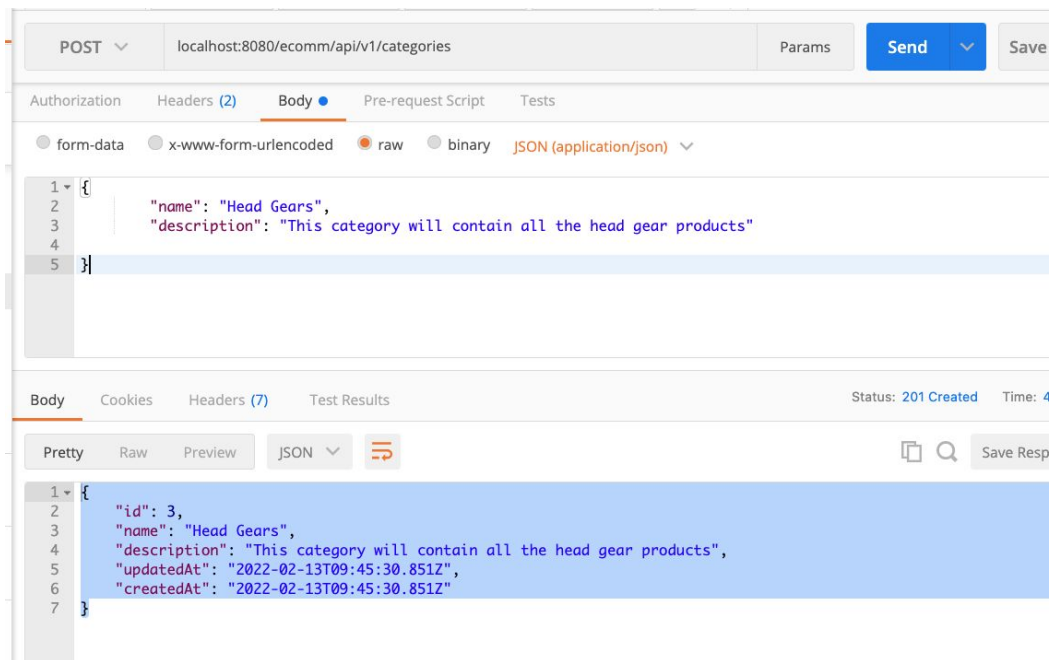 POST localhost:8080/ecomm/api/v1/categories Params Send Save
Authorization Headers (2) Body Pre-request Script Tests
form-data x-www-form-urlencoded raw binary JSON (application/json)
1 {
2 "name": "Head Gears",
3 "description": "This category will contain all the head gear products"
4
5 }
Body Cookies Headers (7) Test Results Status: 201 Created Time: 4
Pretty Raw Preview JSON Save Resp
1 {
2 "id": 3,
3 "name": "Head Gears",
4 "description": "This category will contain all the head gear products",
5 "updatedAt": "2022-02-13T09:45:30.851Z",
6 "createdAt": "2022-02-13T09:45:30.851Z"
7 }